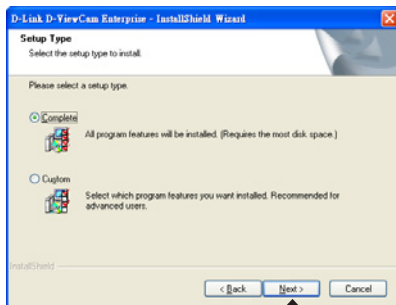 D-Link D-ViewCam Enterprise - InstallShield Wizard
Setup Type
Select the setup type to install.
Please select a setup type.
Complete
All program features will be installed. (Requires the most disk space.)
Custom
Select which program features you want installed. Recommended for
advanced users.
InstallShield
< Back Next > Cancel